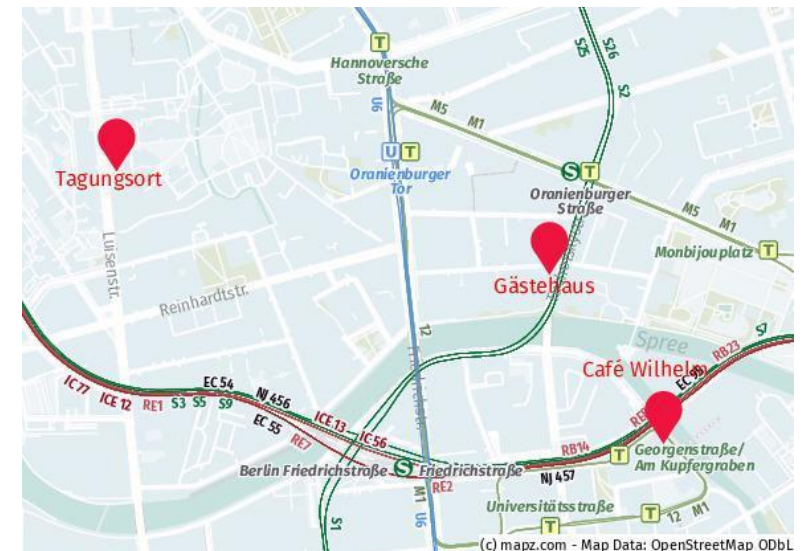 T
Hannoversche
Straße
U6
M5 M1
S25
S26
S2
Tagungsort
U T
Oranienburger
Tor
S T
Oranienburger
Straße
M5 M1
Monbijouplatz T
Luisenstr.
Reinhardtstr.
Gästehaus
12
Spree
Café Wilhelm
RB23
S7
IC 77 ICE 12 RE1 S3 S5 S9
EC 54 NJ 456
ICE 13 IC 56
EC 55 RE7
Berlin Friedrichstraße S Friedrichstraße
RE2
RB14
NJ 457
T
Georgenstraße/
Am Kupfergraben
S1
M1
U6
Universitätsstraße
T
T
12 M1
(c) mapz.com - Map Data: OpenStreetMap ODbL